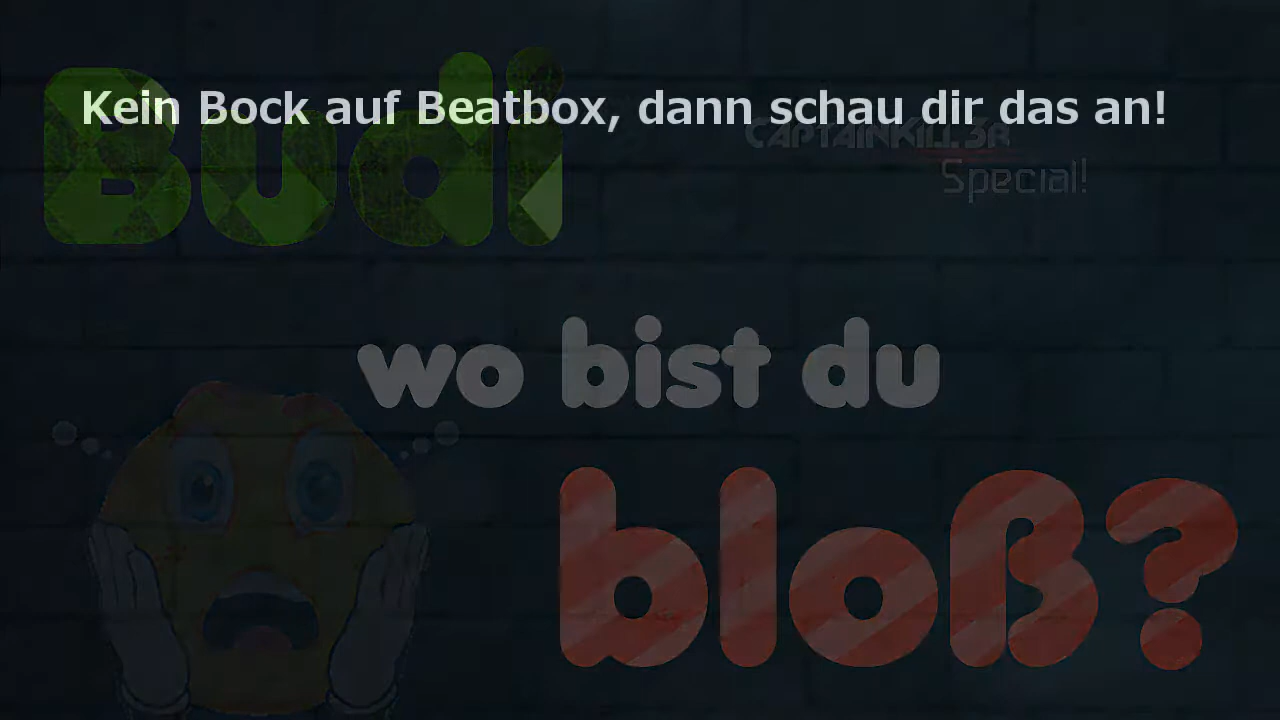 Kein Bock auf Beatbox, dann schau dir das an!
Budi
CAPTAINKILL3R
Special!
wo bist du
bloß?